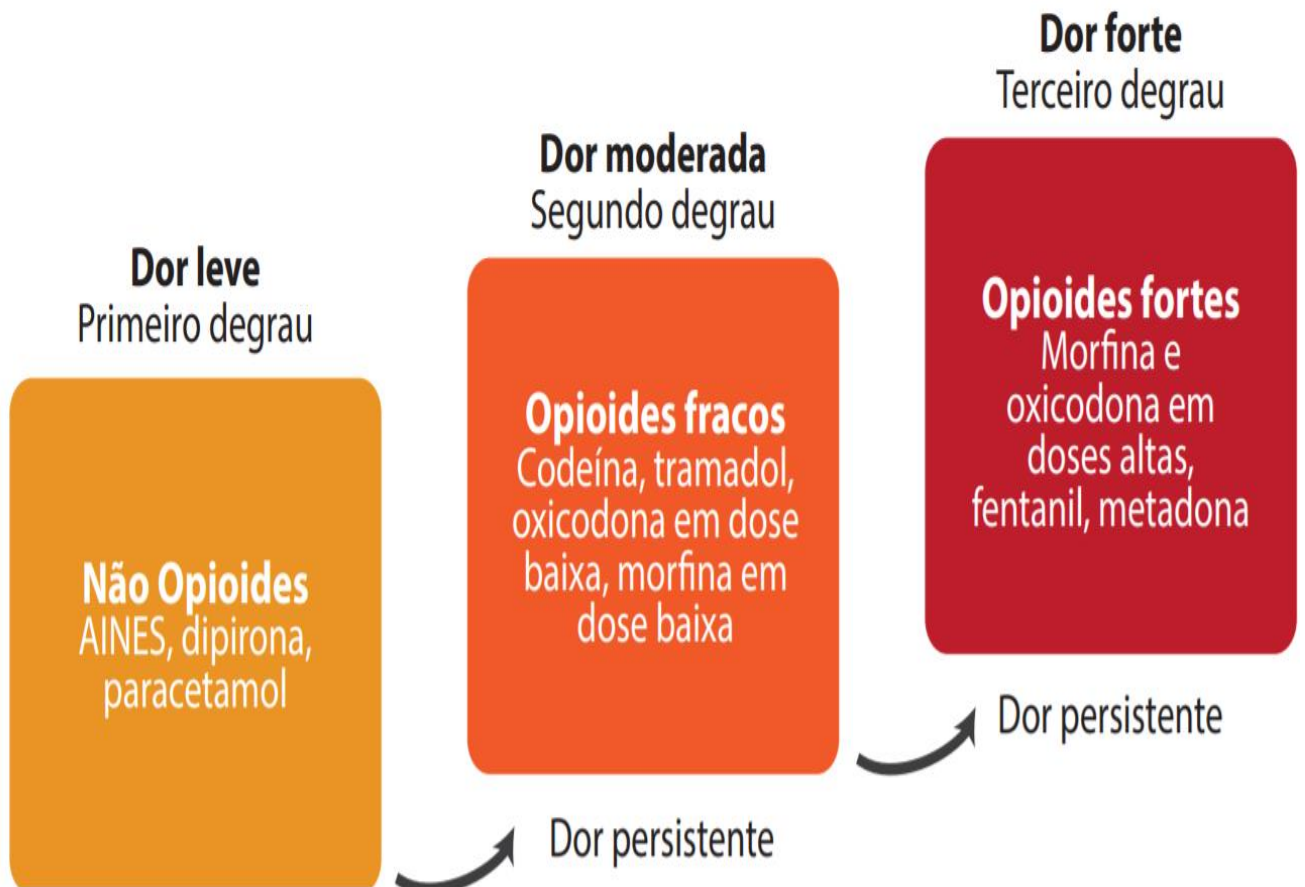 Dor leve
Primeiro degrau
Não Opioides
AINES, dipirona,
paracetamol
Dor persistente
Dor moderada
Segundo degrau
Opioides fracos
Codeína, tramadol,
oxicodona em dose
baixa, morfina em
dose baixa
Dor persistente
Dor forte
Terceiro degrau
Opioides fortes
Morfina e
oxicodona em
doses altas,
fentanil, metadona